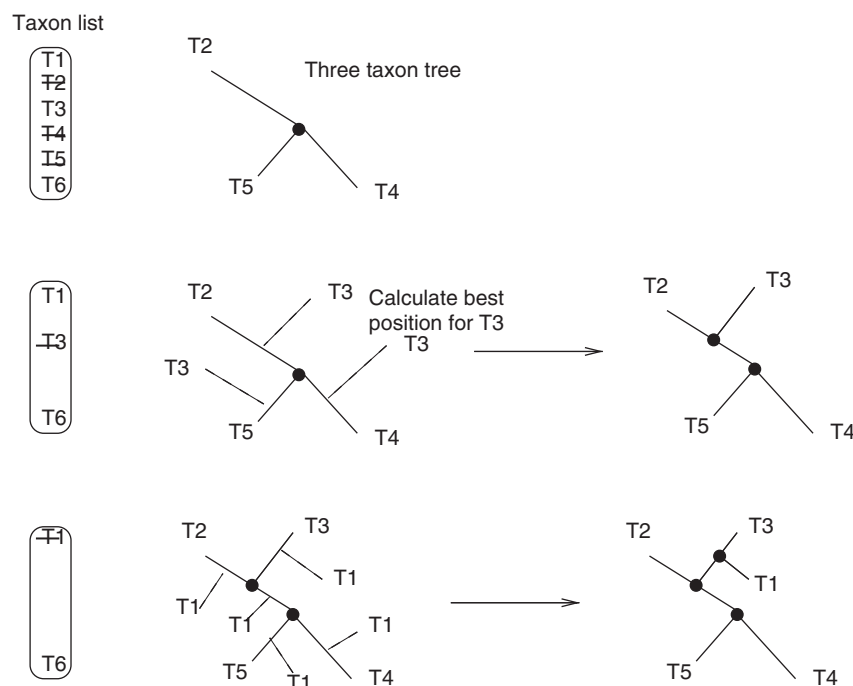 Taxon list
T1
T2
T3
T4
T5
T6
T2
Three taxon tree
T5
T4
T1
T3
T6
T2
T3
Calculate best
position for T3
T3
T3
T5
T4
T2
T3
T5
T4
T1
T6
T2
T3
T1
T1
T1
T1
T5
T1
T4
T2
T3
T1
T5
T4